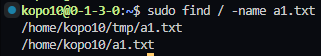 kopo10@0-1-3-0:~$ sudo find / -name a1.txt
/home/kopo10/tmp/a1.txt
/home/kopo10/a1.txt